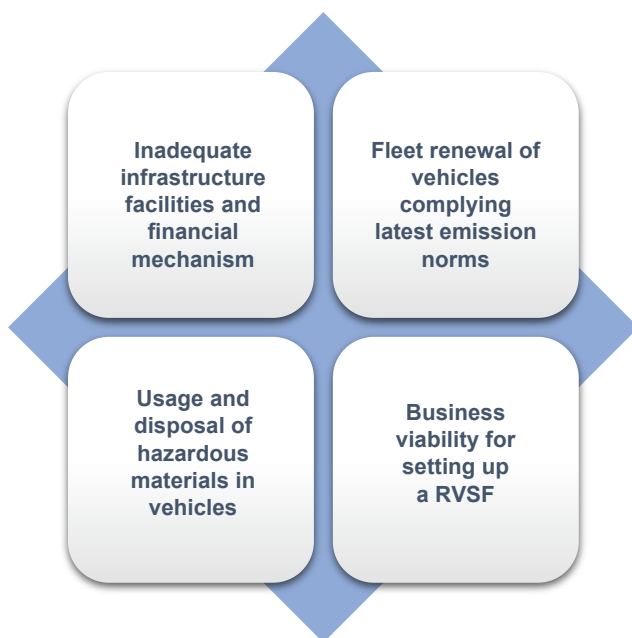 Inadequate
infrastructure
facilities and
financial
mechanism
Fleet renewal of
vehicles
complying
latest emission
norms
Usage and
disposal of
hazardous
materials in
vehicles
Business
viability for
setting up
a RVSF